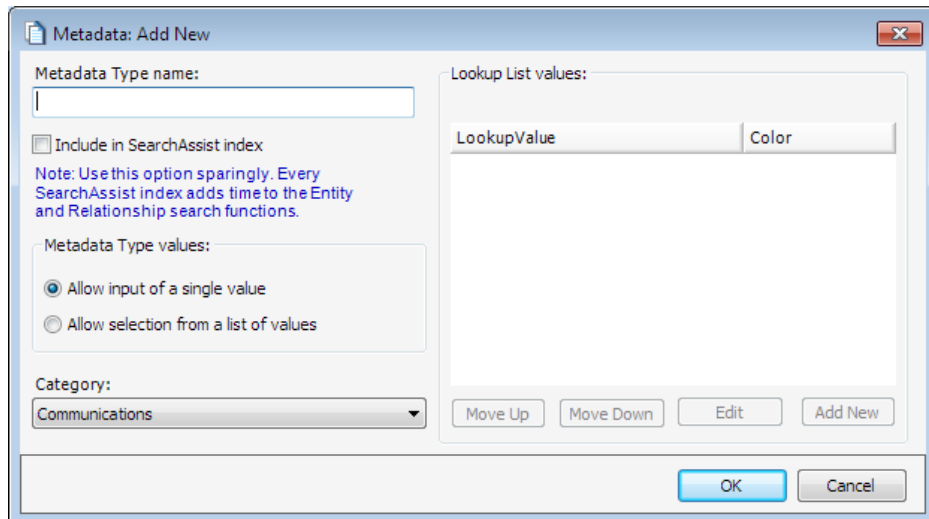 Metadata: Add New
Metadata Type name:
Include in SearchAssist index
Note: Use this option sparingly. Every
SearchAssist index adds time to the Entity
and Relationship search functions.
Metadata Type values:
Allow input of a single value
Allow selection from a list of values
Category:
Communications
Lookup List values:
LookupValue Color
Move Up Move Down Edit Add New
OK Cancel